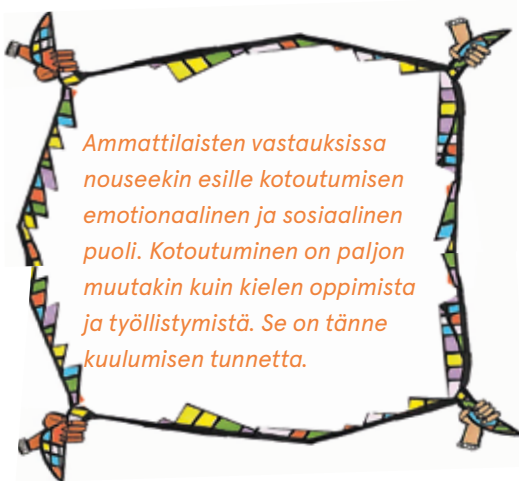 Ammattilaisten vastauksissa
nouseekin esille kotoutumisen
emotionaalinen ja sosiaalinen
puoli. Kotoutuminen on paljon
muutakin kuin kielen oppimista
ja työllistymistä. Se on tänne
kuulumisen tunnetta.